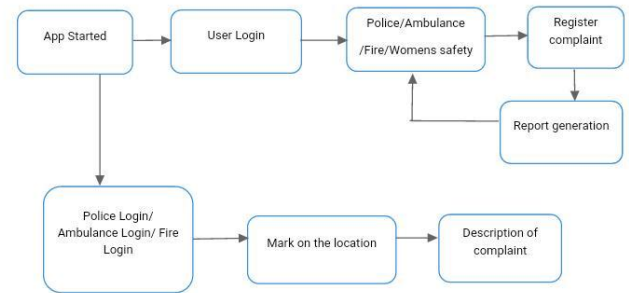 App Started
User Login
Police/Ambulance
/Fire/Womens safety
Register
complaint
Report generation
Police Login/
Ambulance Login/ Fire
Login
Mark on the location
Description of
complaint